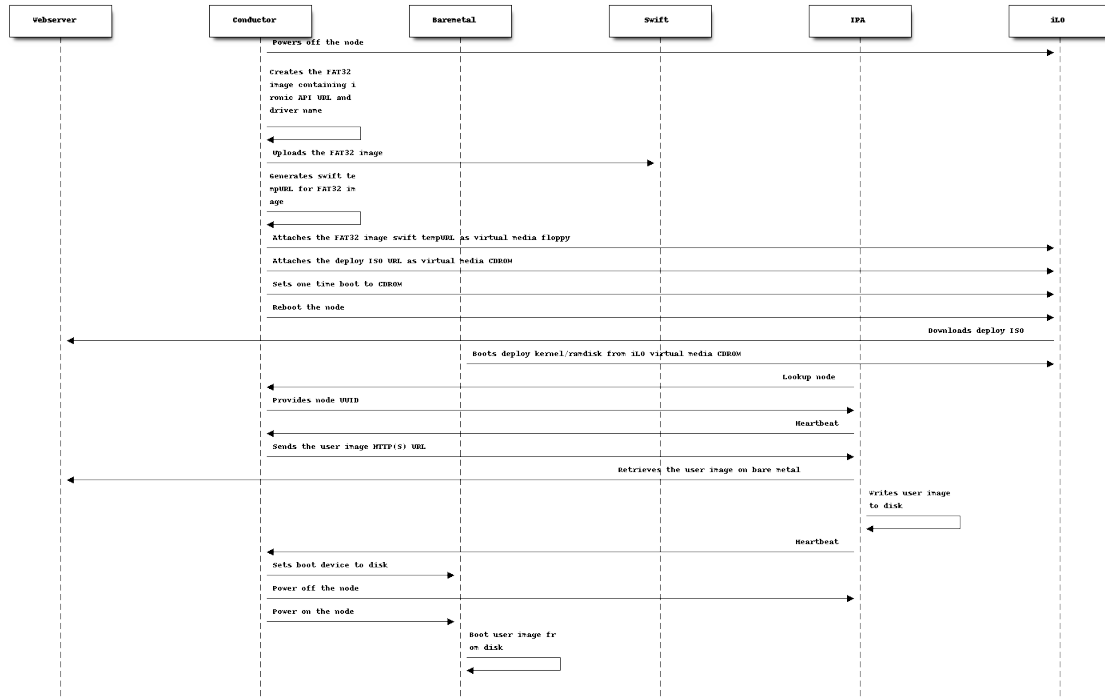 Webserver
Conductor
Baremetal
Swift
IPA
iLO
Powers off the node
Creates the FAT32
image containing i
ronic API URL and
driver name
Uploads the FAT32 image
Generates swift te
mpURL for FAT32 im
age
Attaches the FAT32 image swift tempURL as virtual media floppy
Attaches the deploy ISO URL as virtual media CDROM
Sets one time boot to CDROM
Reboot the node
Downloads deploy ISO
Boots deploy kernel/ramdisk from iLO virtual media CDROM
Lookup node
Provides node UUID
Heartbeat
Sends the user image HTTP(S) URL
Retrieves the user image on bare metal
Writes user image
to disk
Heartbeat
Sets boot device to disk
Power off the node
Power on the node
Boot user image fr
om disk